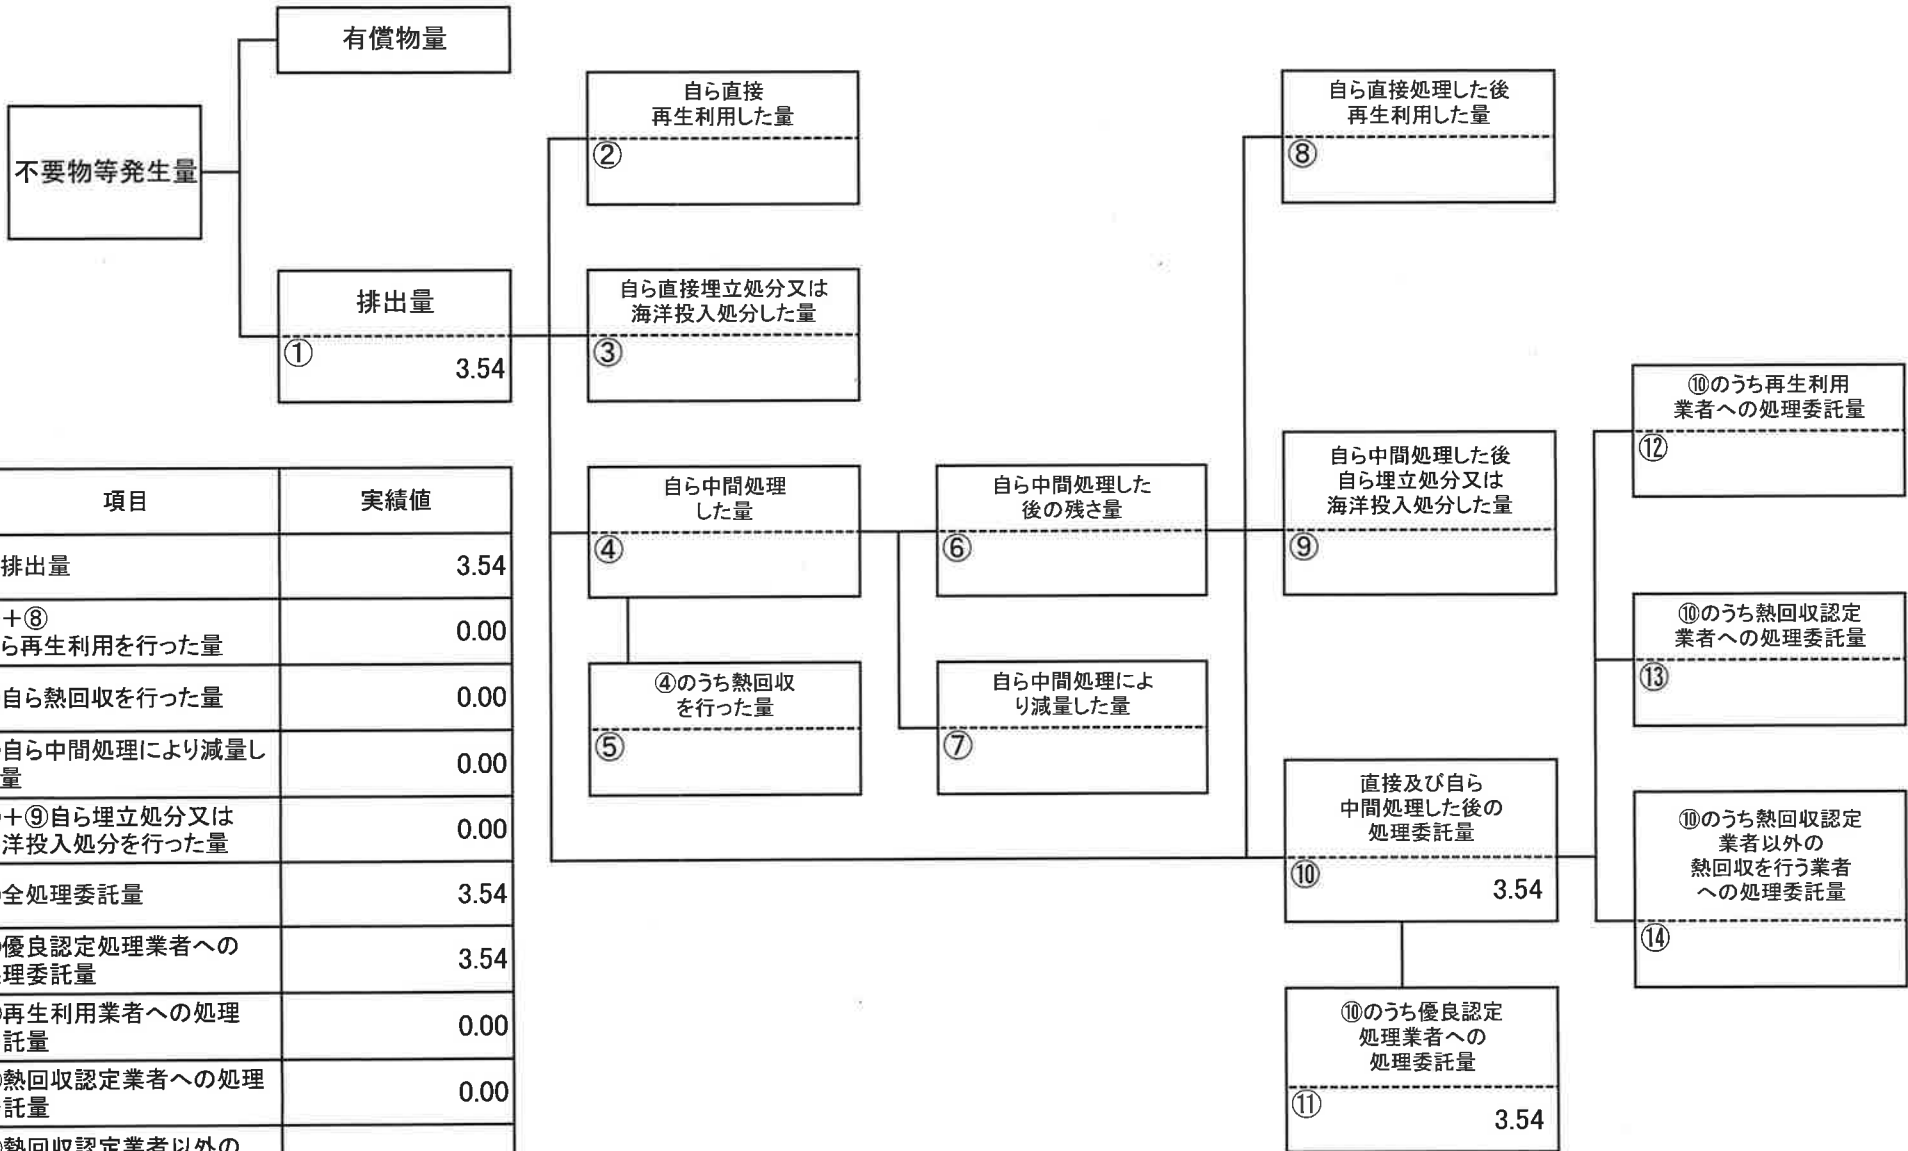 有償物量
不要物等発生量
排出量
①
3.54
自ら直接
再生利用した量
②
自ら直接埋立処分又は
海洋投入処分した量
③
自ら中間処理
した量
④
④のうち熱回収
を行った量
⑤
自ら中間処理した
後の残さ量
⑥
自ら中間処理によ
り減量した量
⑦
自ら直接処理した後
再生利用した量
⑧
自ら中間処理した後
自ら埋立処分又は
海洋投入処分した量
⑨
直接及び自ら
中間処理した後の
処理委託量
⑩
3.54
⑩のうち優良認定
処理業者への
処理委託量
⑪
3.54
⑩のうち再生利用
業者への処理委託量
⑫
⑩のうち熱回収認定
業者への処理委託量
⑬
⑩のうち熱回収認定
業者以外の
熱回収を行う業者
への処理委託量
⑭
項目 実績値
排出量 3.54
+⑧
ら再生利用を行った量 0.00
自ら熱回収を行った量 0.00
自ら中間処理により減量し
量 0.00
+⑨自ら埋立処分又は
洋投入処分を行った量 0.00
全処理委託量 3.54
優良認定処理業者への
理委託量 3.54
再生利用業者への処理
託量 0.00
熱回収認定業者への処理
託量 0.00
熱回収認定業者以外の